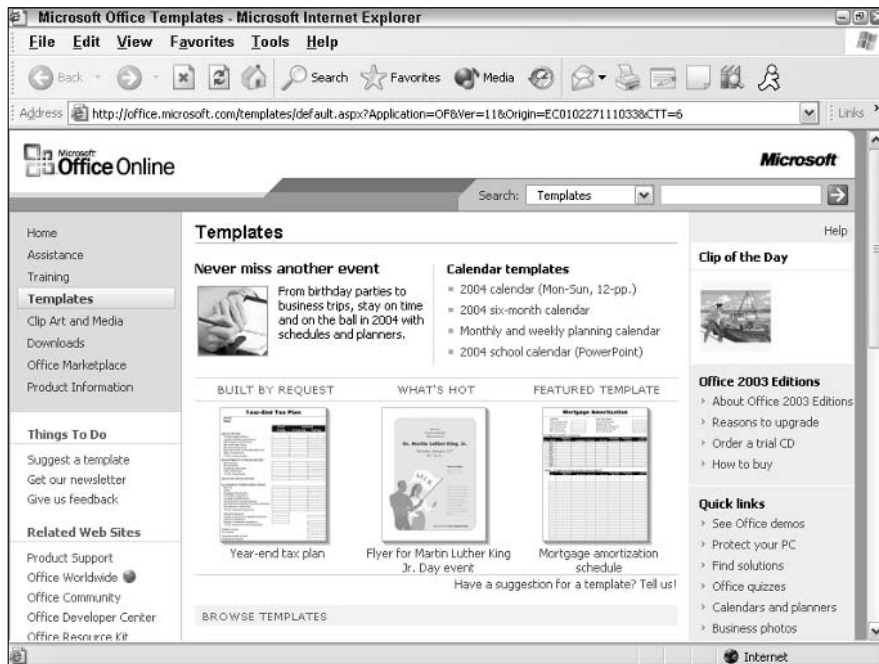 Microsoft Office Templates - Microsoft Internet Explorer
File Edit View Favorites Tools Help
Back Search Favorites Media
Address http://office.microsoft.com/templates/default.aspx?Application=OF&Ver=11&Origin=EC010227111033&CTT=6 Links
Microsoft
Office Online
Microsoft
Search: Templates
Home
Assistance
Training
Templates
Clip Art and Media
Downloads
Office Marketplace
Product Information
Things To Do
Suggest a template
Get our newsletter
Give us feedback
Related Web Sites
Product Support
Office Worldwide
Office Community
Office Developer Center
Office Resource Kit
Templates
Never miss another event
From birthday parties to
business trips, stay on time
and on the ball in 2004 with
schedules and planners.
Calendar templates
2004 calendar (Mon-Sun, 12-pp.)
2004 six-month calendar
Monthly and weekly planning calendar
2004 school calendar (PowerPoint)
BUILT BY REQUEST
Year-End Tax Plan
Year-end tax plan
WHAT'S HOT
Dr. Martin Luther King, Jr.
Flyer for Martin Luther King
Jr. Day event
FEATURED TEMPLATE
Mortgage Amortization
Mortgage amortization
schedule
Have a suggestion for a template? Tell us!
BROWSE TEMPLATES
Help
Clip of the Day
Office 2003 Editions
About Office 2003 Editions
Reasons to upgrade
Order a trial CD
How to buy
Quick links
See Office demos
Protect your PC
Find solutions
Office quizzes
Calendars and planners
Business photos
Internet